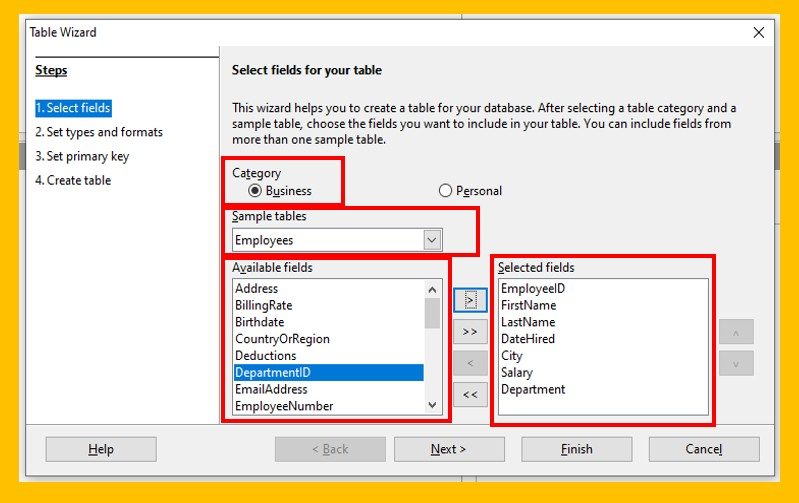 Table Wizard
Steps
1. Select fields
2. Set types and formats
3. Set primary key
4. Create table
Select fields for your table
This wizard helps you to create a table for your database. After selecting a table category and a
sample table, choose the fields you want to include in your table. You can include fields from
more than one sample table.
Category
Business
Personal
Sample tables
Employees
Available fields
Address
BillingRate
Birthdate
CountryOrRegion
Deductions
DepartmentID
EmailAddress
EmployeeNumber
>
>>
<
<<
Selected fields
EmployeeID
FirstName
LastName
DateHired
City
Salary
Department
Help
< Back
Next >
Finish
Cancel